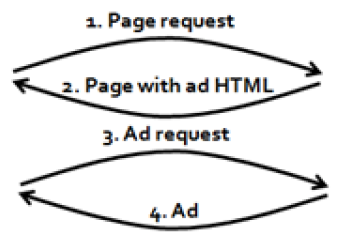 1. Page request
2. Page with ad HTML
3. Ad request
4. Ad